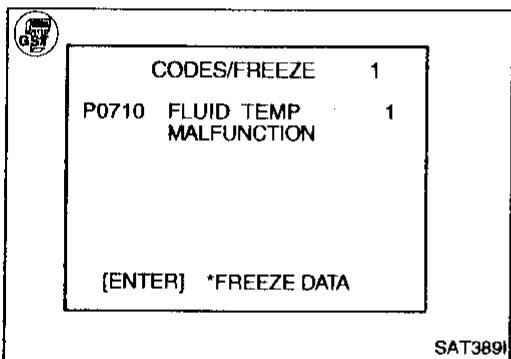 GST
CODES/FREEZE 1
P0710 FLUID TEMP 1
MALFUNCTION
[ENTER] *FREEZE DATA
SAT389I